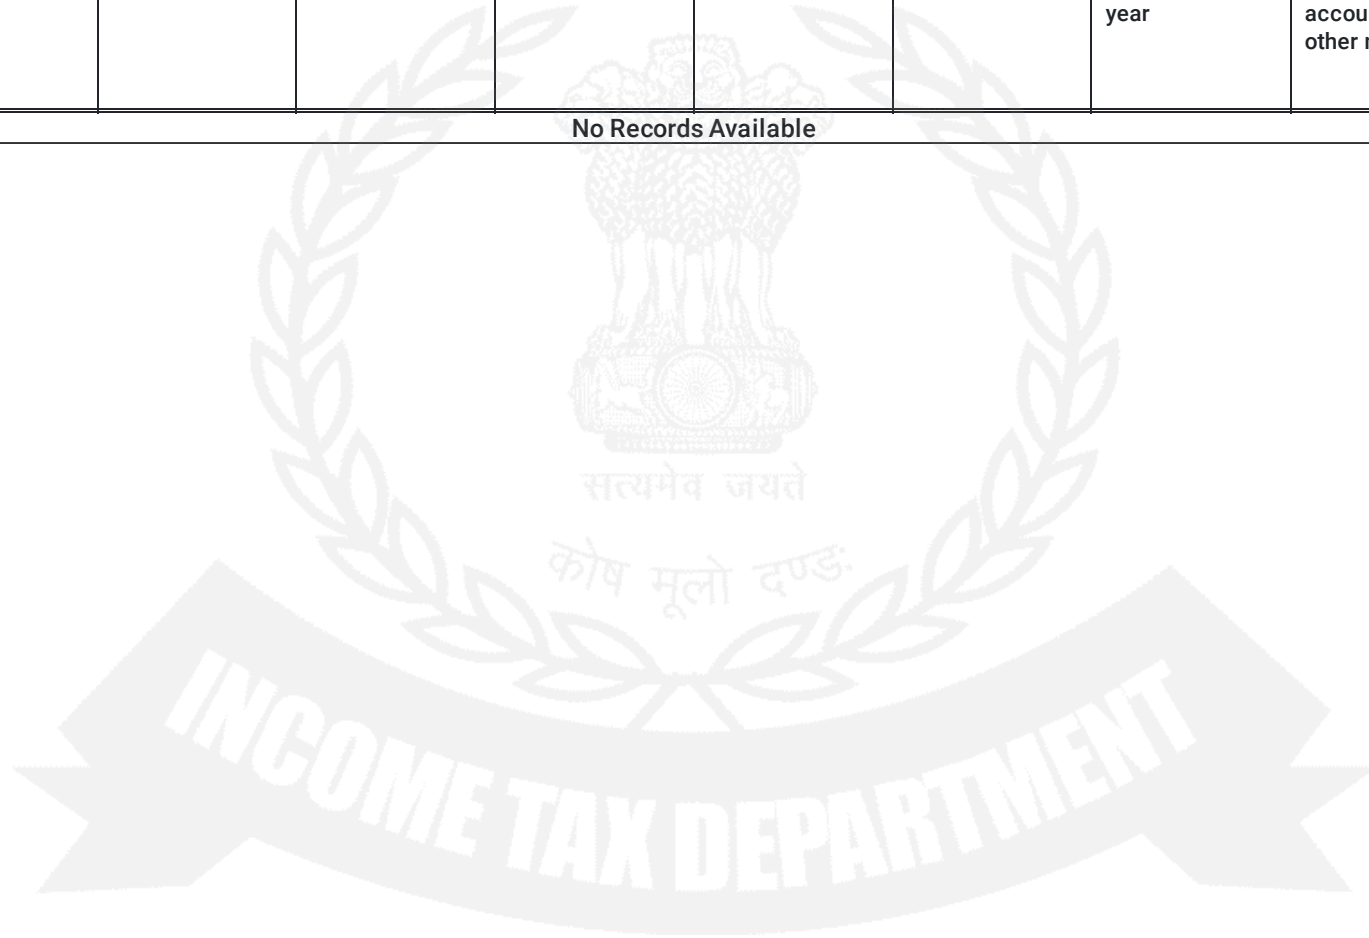 year
accou
other
No Records Available
सत्यमेव जयते
कोष मूलो दण्डः
INCOME TAX DEPARTMENT